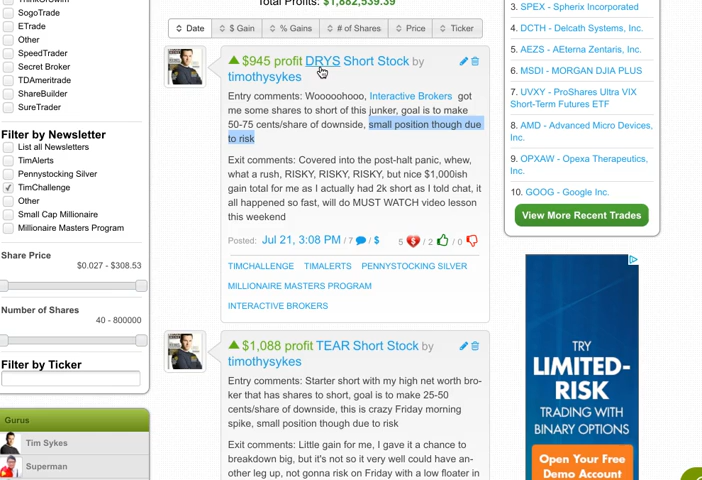 ThinkOrSwim
SogoTrade
ETrade
Other
SpeedTrader
Secret Broker
TDAmeritrade
ShareBuilder
SureTrader
Filter by Newsletter
List all Newsletters
TimAlerts
Pennystocking Silver
TimChallenge
Other
Small Cap Millionaire
Millionaire Masters Program
Share Price
$0.027 - $308.53
Number of Shares
40 - 800000
Filter by Ticker
Gurus
Tim Sykes
Superman
Total Profits: $1,882,539.39
Date
$ Gain
% Gains
# of Shares
Price
Ticker
$945 profit DRYS Short Stock by
timothysykes
Entry comments: Wooooohooo, Interactive Brokers got
me some shares to short of this junker, goal is to make
50-75 cents/share of downside, small position though due
to risk
Exit comments: Covered into the post-halt panic, whew,
what a rush, RISKY, RISKY, RISKY, but nice $1,000ish
gain total for me as I actually had 2k short as I told chat, it
all happened so fast, will do MUST WATCH video lesson
this weekend
Posted: Jul 21, 3:08 PM / 7 / $ 5 / 2 / 0
TIMCHALLENGE TIMALERTS PENNYSTOCKING SILVER
MILLIONAIRE MASTERS PROGRAM
INTERACTIVE BROKERS
$1,088 profit TEAR Short Stock by
timothysykes
Entry comments: Starter short with my high net worth bro-
ker that has shares to short, goal is to make 25-50
cents/share of downside, this is crazy Friday morning
spike, small position though due to risk
Exit comments: Little gain for me, I gave it a chance to
breakdown big, but it's not so it very well could have an-
other leg up, not gonna risk on Friday with a low floater in
3. SPEX - Spherix Incorporated
4. DCTH - Delcath Systems, Inc.
5. AEZS - AEterna Zentaris, Inc.
6. MSDI - MORGAN DJIA PLUS
7. UVXY - ProShares Ultra VIX
Short-Term Futures ETF
8. AMD - Advanced Micro Devices,
Inc.
9. OPXAW - Opexa Therapeutics,
Inc.
10. GOOG - Google Inc.
View More Recent Trades
TRY
LIMITED-
RISK
TRADING WITH
BINARY OPTIONS
Open Your Free
Demo Account